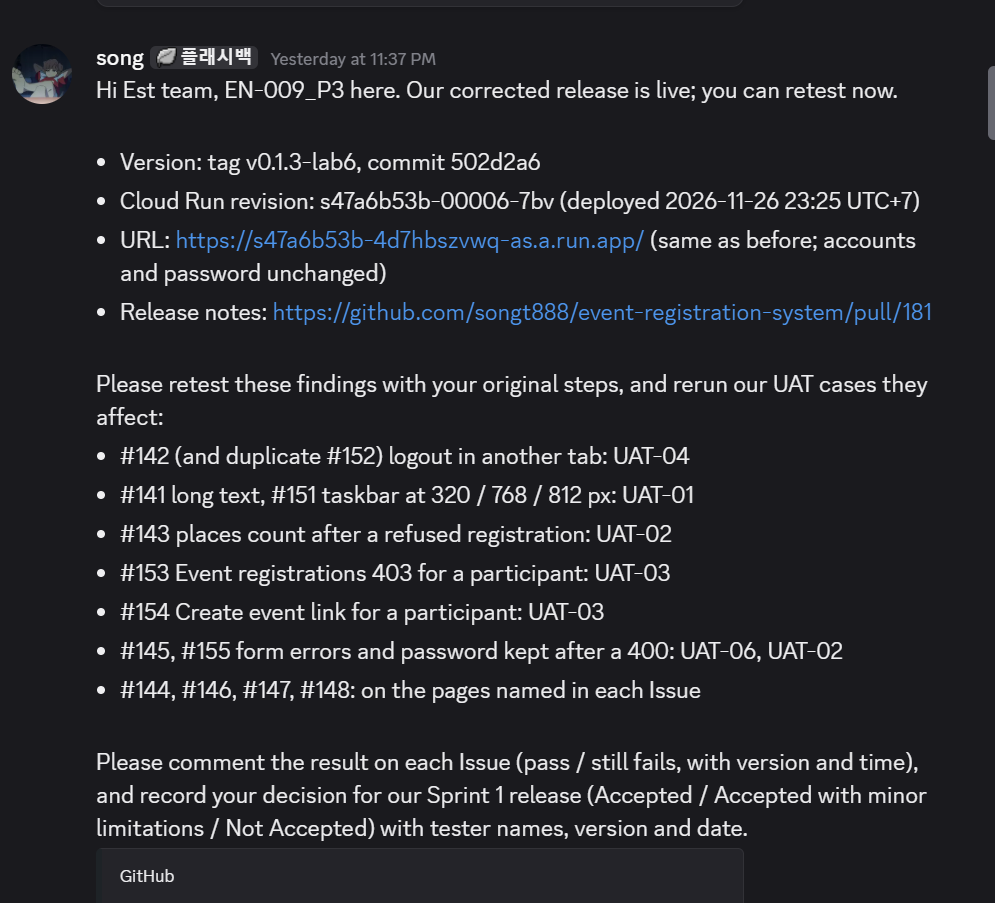 song 플래시백 Yesterday at 11:37 PM
Hi Est team, EN-009_P3 here. Our corrected release is live; you can retest now.
• Version: tag v0.1.3-lab6, commit 502d2a6
• Cloud Run revision: s47a6b53b-00006-7bv (deployed 2026-11-26 23:25 UTC+7)
• URL: https://s47a6b53b-4d7hbszvwq-as.a.run.app/ (same as before; accounts
and password unchanged)
• Release notes: https://github.com/songt888/event-registration-system/pull/181
Please retest these findings with your original steps, and rerun our UAT cases they
affect:
• #142 (and duplicate #152) logout in another tab: UAT-04
• #141 long text, #151 taskbar at 320 / 768 / 812 px: UAT-01
• #143 places count after a refused registration: UAT-02
• #153 Event registrations 403 for a participant: UAT-03
• #154 Create event link for a participant: UAT-03
• #145, #155 form errors and password kept after a 400: UAT-06, UAT-02
• #144, #146, #147, #148: on the pages named in each Issue
Please comment the result on each Issue (pass / still fails, with version and time),
and record your decision for our Sprint 1 release (Accepted / Accepted with minor
limitations / Not Accepted) with tester names, version and date.
GitHub